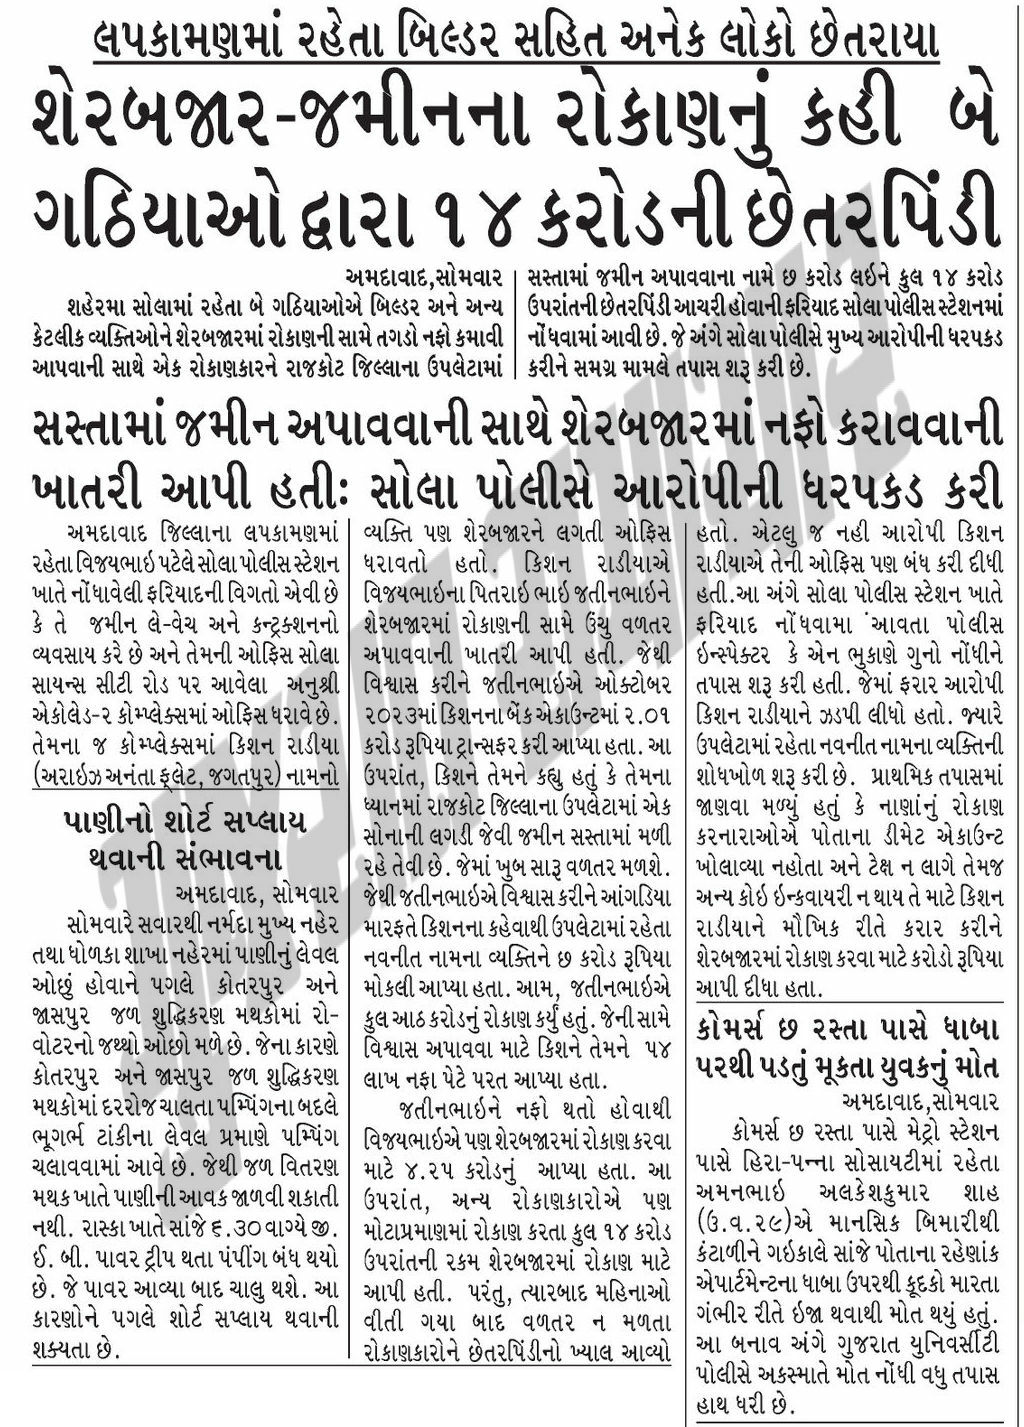 લપકામણમાં રહેતા બિલ્ડર સહિત અનેક લોકો છેતરાયા
શેરબજાર-જમીનના રોકાણનું કહી બે
ગઠિયાઓ દ્વારા ૧૪ કરોડની છેતરપિંડી
અમદાવાદ,સોમવાર
શહેરમા સોલામાં રહેતા બે ગઠિયાઓએ બિલ્ડર અને અન્ય
કેટલીક વ્યક્તિઓને શેરબજારમાં રોકાણની સામે તગડો નફો કમાવી
આપવાની સાથે એક રોકાણકારને રાજકોટ જિલ્લાના ઉપલેટામાં
સસ્તામાં જમીન અપાવવાના નામે છ કરોડ લઇને કુલ ૧૪ કરોડ
ઉપરાંતની છેતરપિંડી આચરી હોવાની ફરિયાદ સોલા પોલીસ સ્ટેશનમાં
નોંધવામાં આવી છે. જે અંગે સોલા પોલીસે મુખ્ય આરોપીની ધરપકડ
કરીને સમગ્ર મામલે તપાસ શરૂ કરી છે.
સસ્તામાં જમીન અપાવવાની સાથે શેરબજારમાં નફો કરાવવાની
ખાતરી આપી હતીઃ સોલા પોલીસે આરોપીની ધરપકડ કરી
અમદાવાદ જિલ્લાના લપકામણમાં
રહેતા વિજયભાઇ પટેલે સોલા પોલીસ સ્ટેશન
ખાતે નોંધાવેલી ફરિયાદની વિગતો એવી છે
કે તે જમીન લે-વેચ અને કન્ટ્રક્શનનો
વ્યવસાય કરે છે અને તેમની ઓફિસ સોલા
સાયન્સ સીટી રોડ પર આવેલા અનુશ્રી
એકોલેડ-૨ કોમ્પ્લેક્સમાં ઓફિસ ધરાવે છે.
તેમના જ કોમ્પ્લેક્સમાં કિશન રાડીયા
(અરાઇઝ અનંતા ફ્લેટ, જગતપુર) નામનો
વ્યક્તિ પણ શેરબજારને લગતી ઓફિસ
ધરાવતો હતો. કિશન રાડીયાએ
વિજયભાઇના પિતરાઇ ભાઇ જતીનભાઇને
શેરબજારમાં રોકાણની સામે ઉંચુ વળતર
અપાવવાની ખાતરી આપી હતી. જેથી
વિશ્વાસ કરીને જતીનભાઇએ ઓક્ટોબર
૨૦૨૩માં કિશનના બેંક એકાઉન્ટમાં ૨.૦૧
કરોડ રૂપિયા ટ્રાન્સફર કરી આપ્યા હતા. આ
ઉપરાંત, કિશને તેમને કહ્યુ હતું કે તેમના
ધ્યાનમાં રાજકોટ જિલ્લાના ઉપલેટામાં એક
સોનાની લગડી જેવી જમીન સસ્તામાં મળી
રહે તેવી છે. જેમાં ખુબ સારૂ વળતર મળશે.
જેથી જતીનભાઇએ વિશ્વાસ કરીને આંગડિયા
મારફતે કિશનના કહેવાથી ઉપલેટામાં રહેતા
નવનીત નામના વ્યક્તિને છ કરોડ રૂપિયા
મોકલી આપ્યા હતા. આમ, જતીનભાઇએ
કુલ આઠ કરોડનું રોકાણ કર્યું હતું. જેની સામે
વિશ્વાસ અપાવવા માટે કિશને તેમને ૫૪
લાખ નફા પેટે પરત આપ્યા હતા.
જતીનભાઇને નફો થતો હોવાથી
વિજયભાઇએ પણ શેરબજારમાં રોકાણ કરવા
માટે ૪.૨૫ કરોડનું આપ્યા હતા. આ
ઉપરાંત, અન્ય રોકાણકારોએ પણ
મોટાપ્રમાણમાં રોકાણ કરતા કુલ ૧૪ કરોડ
ઉપરાંતની રકમ શેરબજારમાં રોકાણ માટે
આપી હતી. પરંતુ, ત્યારબાદ મહિનાઓ
વીતી ગયા બાદ વળતર ન મળતા
રોકાણકારોને છેતરપિંડીનો ખ્યાલ આવ્યો
હતો. એટલુ જ નહી આરોપી કિશન
રાડીયાએ તેની ઓફિસ પણ બંધ કરી દીધી
હતી.આ અંગે સોલા પોલીસ સ્ટેશન ખાતે
ફરિયાદ નોંધવામા ંઆવતા પોલીસ
ઇન્સ્પેક્ટર કે એન ભુકાણે ગુનો નોંધીને
તપાસ શરૂ કરી હતી. જેમાં ફરાર આરોપી
કિશન રાડીયાને ઝડપી લીધો હતો. જ્યારે
ઉપલેટામાં રહેતા નવનીત નામના વ્યક્તિની
શોધખોળ શરૂ કરી છે. પ્રાથમિક તપાસમાં
જાણવા મળ્યું હતું કે નાણાંનું રોકાણ
કરનારાઓએ પોતાના ડીમેટ એકાઉન્ટ
ખોલાવ્યા નહોતા અને ટેક્ષ ન લાગે તેમજ
અન્ય કોઇ ઇન્કવાયરી ન થાય તે માટે કિશન
રાડીયાને મૌખિક રીતે કરાર કરીને
શેરબજારમાં રોકાણ કરવા માટે કરોડો રૂપિયા
આપી દીધા હતા.
પાણીનો શોર્ટ સપ્લાય
થવાની સંભાવના
અમદાવાદ, સોમવાર
સોમવારે સવારથી નર્મદા મુખ્ય નહેર
તથા ધોળકા શાખા નહેરમાં પાણીનું લેવલ
ઓછું હોવાને પગલે કોતરપુર અને
જાસપુર જળ શુદ્ધિકરણ મથકોમાં રો-
વોટરનો જથ્થો ઓછો મળે છે. જેના કારણે
કોતરપુર અને જાસપુર જળ શુદ્ધિકરણ
મથકોમાં દરરોજ ચાલતા પમ્પિંગના બદલે
ભૂગર્ભ ટાંકીના લેવલ પ્રમાણે પમ્પિંગ
ચલાવવામાં આવે છે. જેથી જળ વિતરણ
મથક ખાતે પાણીની આવક જાળવી શકાતી
નથી. રાસ્કા ખાતે સાંજે ૬.૩૦ વાગ્યે જી.
ઈ. બી. પાવર ટ્રીપ થતા પંપીંગ બંધ થયો
છે. જે પાવર આવ્યા બાદ ચાલુ થશે. આ
કારણોને પગલે શોર્ટ સપ્લાય થવાની
શક્યતા છે.
કોમર્સ છ રસ્તા પાસે ધાબા
પરથી પડતું મૂકતા યુવકનું મોત
અમદાવાદ,સોમવાર
કોમર્સ છ રસ્તા પાસે મેટ્રો સ્ટેશન
પાસે હિરા-પન્ના સોસાયટીમાં રહેતા
અમનભાઇ અલકેશકુમાર શાહ
(ઉ.વ.૨૯)એ માનસિક બિમારીથી
કંટાળીને ગઇકાલે સાંજે પોતાના રહેણાંક
એપાર્ટમેન્ટના ધાબા ઉપરથી કૂદકો મારતા
ગંભીર રીતે ઇજા થવાથી મોત થયું હતું.
આ બનાવ અંગે ગુજરાત યુનિવર્સીટી
પોલીસે અકસ્માતે મોત નોંધી વધુ તપાસ
હાથ ધરી છે.